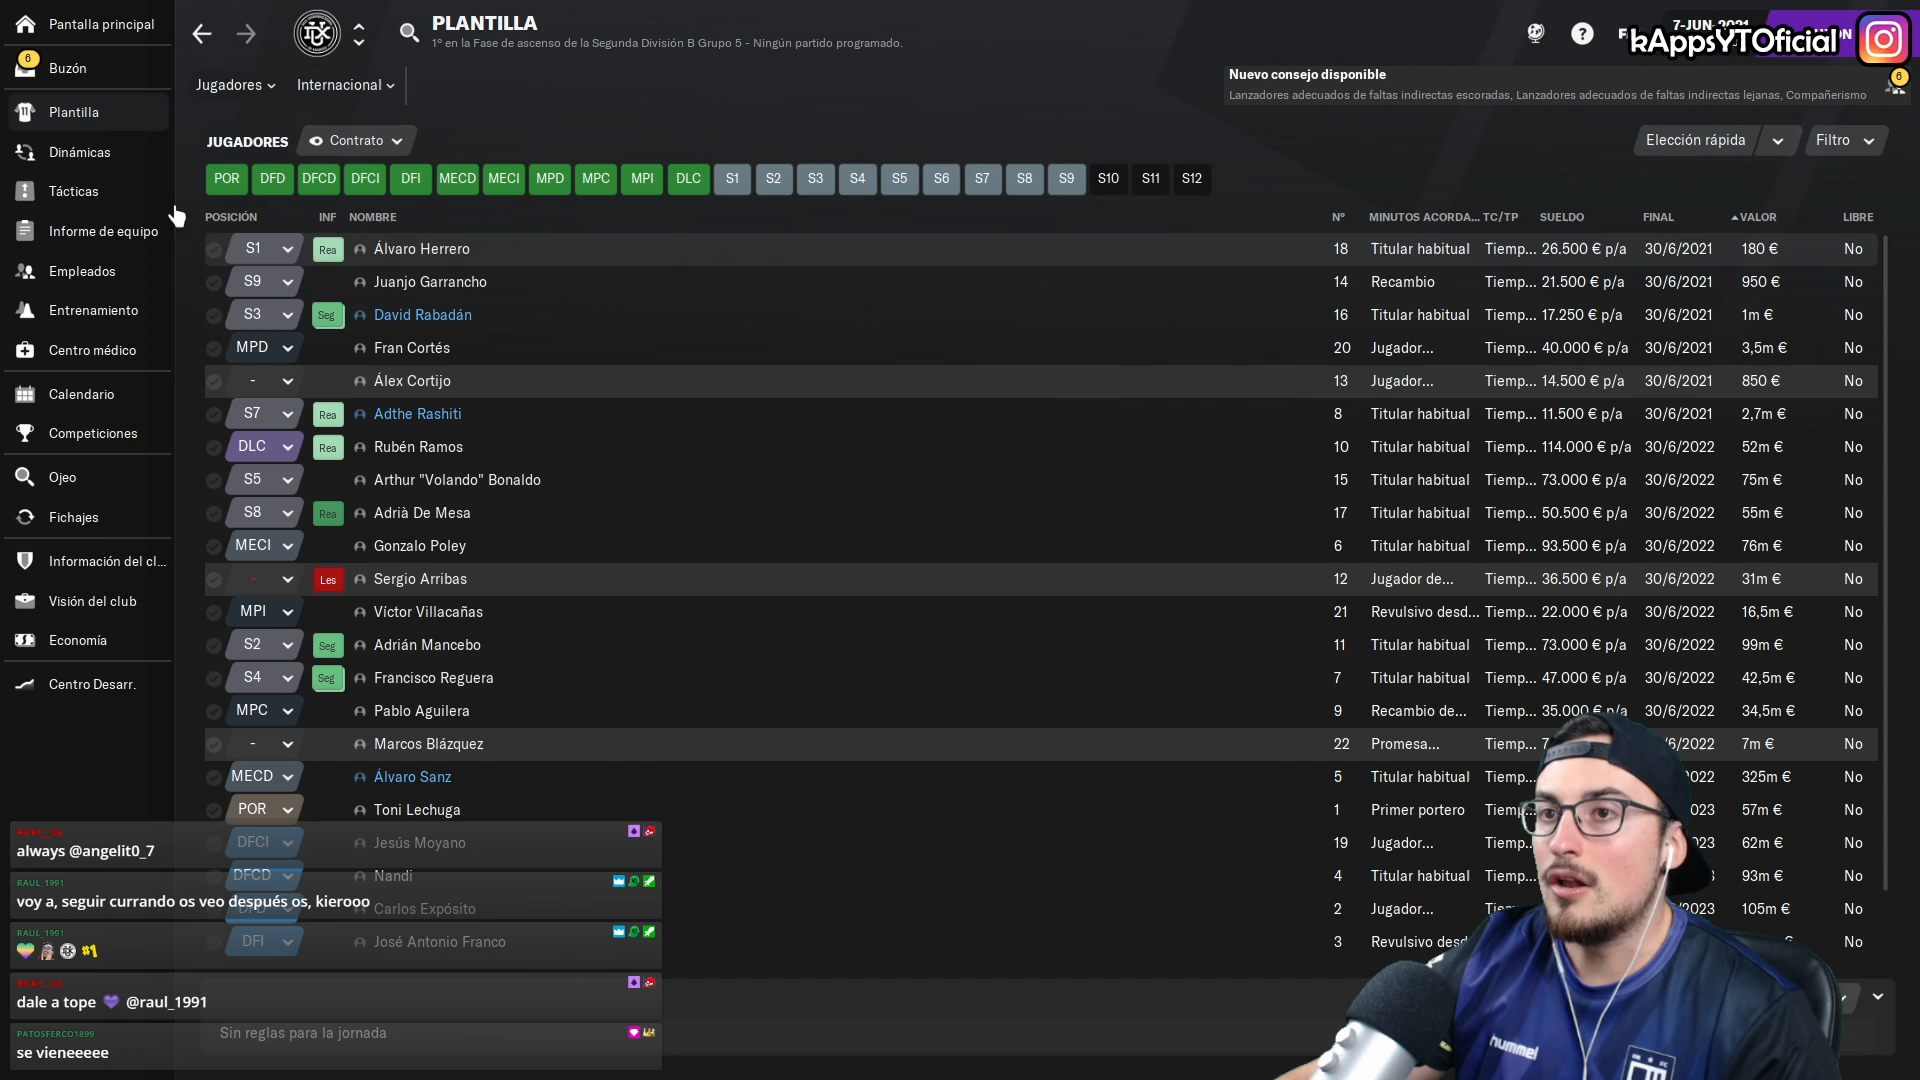 Pantalla principal
6
Buzón
Plantilla
Dinámicas
Tácticas
Informe de equipo
Empleados
Entrenamiento
Centro médico
Calendario
Competiciones
Ojeo
Fichajes
Información del cl...
Visión del club
Economía
Centro Desarr.
PLANTILLA
1º en la Fase de ascenso de la Segunda División B Grupo 5 - Ningún partido programado.
kAppsYTOficial
Jugadores Internacional
Nuevo consejo disponible
Lanzadores adecuados de faltas indirectas escoradas, Lanzadores adecuados de faltas indirectas lejanas, Compañerismo
6
JUGADORES Contrato Elección rápida Filtro
POR DFD DFCD DFCI DFI MECD MECI MPD MPC MPI DLC S1 S2 S3 S4 S5 S6 S7 S8 S9 S10 S11 S12
POSICIÓN INF NOMBRE Nº MINUTOS ACORDA... TC/TP SUELDO FINAL VALOR LIBRE
S1 Rea Álvaro Herrero 18 Titular habitual Tiemp... 26.500 € p/a 30/6/2021 180 € No
S9 Juanjo Garrancho 14 Recambio Tiemp... 21.500 € p/a 30/6/2021 950 € No
S3 Seg David Rabadán 16 Titular habitual Tiemp... 17.250 € p/a 30/6/2021 1m € No
MPD Fran Cortés 20 Jugador... Tiemp... 40.000 € p/a 30/6/2021 3,5m € No
- Álex Cortijo 13 Jugador... Tiemp... 14.500 € p/a 30/6/2021 850 € No
S7 Rea Adthe Rashiti 8 Titular habitual Tiemp... 11.500 € p/a 30/6/2021 2,7m € No
DLC Rea Rubén Ramos 10 Titular habitual Tiemp... 114.000 € p/a 30/6/2022 52m € No
S5 Arthur "Volando" Bonaldo 15 Titular habitual Tiemp... 73.000 € p/a 30/6/2022 75m € No
S8 Rea Adrià De Mesa 17 Titular habitual Tiemp... 50.500 € p/a 30/6/2022 55m € No
MECI Gonzalo Poley 6 Titular habitual Tiemp... 93.500 € p/a 30/6/2022 76m € No
- Les Sergio Arribas 12 Jugador de... Tiemp... 36.500 € p/a 30/6/2022 31m € No
MPI Víctor Villacañas 21 Revulsivo desd... Tiemp... 22.000 € p/a 30/6/2022 16,5m € No
S2 Seg Adrián Mancebo 11 Titular habitual Tiemp... 73.000 € p/a 30/6/2022 99m € No
S4 Seg Francisco Reguera 7 Titular habitual Tiemp... 47.000 € p/a 30/6/2022 42,5m € No
MPC Pablo Aguilera 9 Recambio de... Tiemp... 35.000 € p/a 30/6/2022 34,5m € No
- Marcos Blázquez 22 Promesa... Tiemp... 7m € No
MECD Álvaro Sanz 5 Titular habitual Tiemp... 325m € No
POR Toni Lechuga 1 Primer portero 57m € No
DFCI Jesús Moyano 19 Jugador... 62m € No
DFCD Nandi 4 Titular habitual 93m € No
DFD Carlos Expósito 2 Jugador... 105m € No
DFI José Antonio Franco 3 Revulsivo No
always @angelit0_7
RAUL_1991
voy a, seguir currando os veo después os, kierooo
RAUL_1991
#1
dale a tope @raul_1991
PATOSFERCO1899
se vieneeeee
Sin reglas para la jornada
hummel